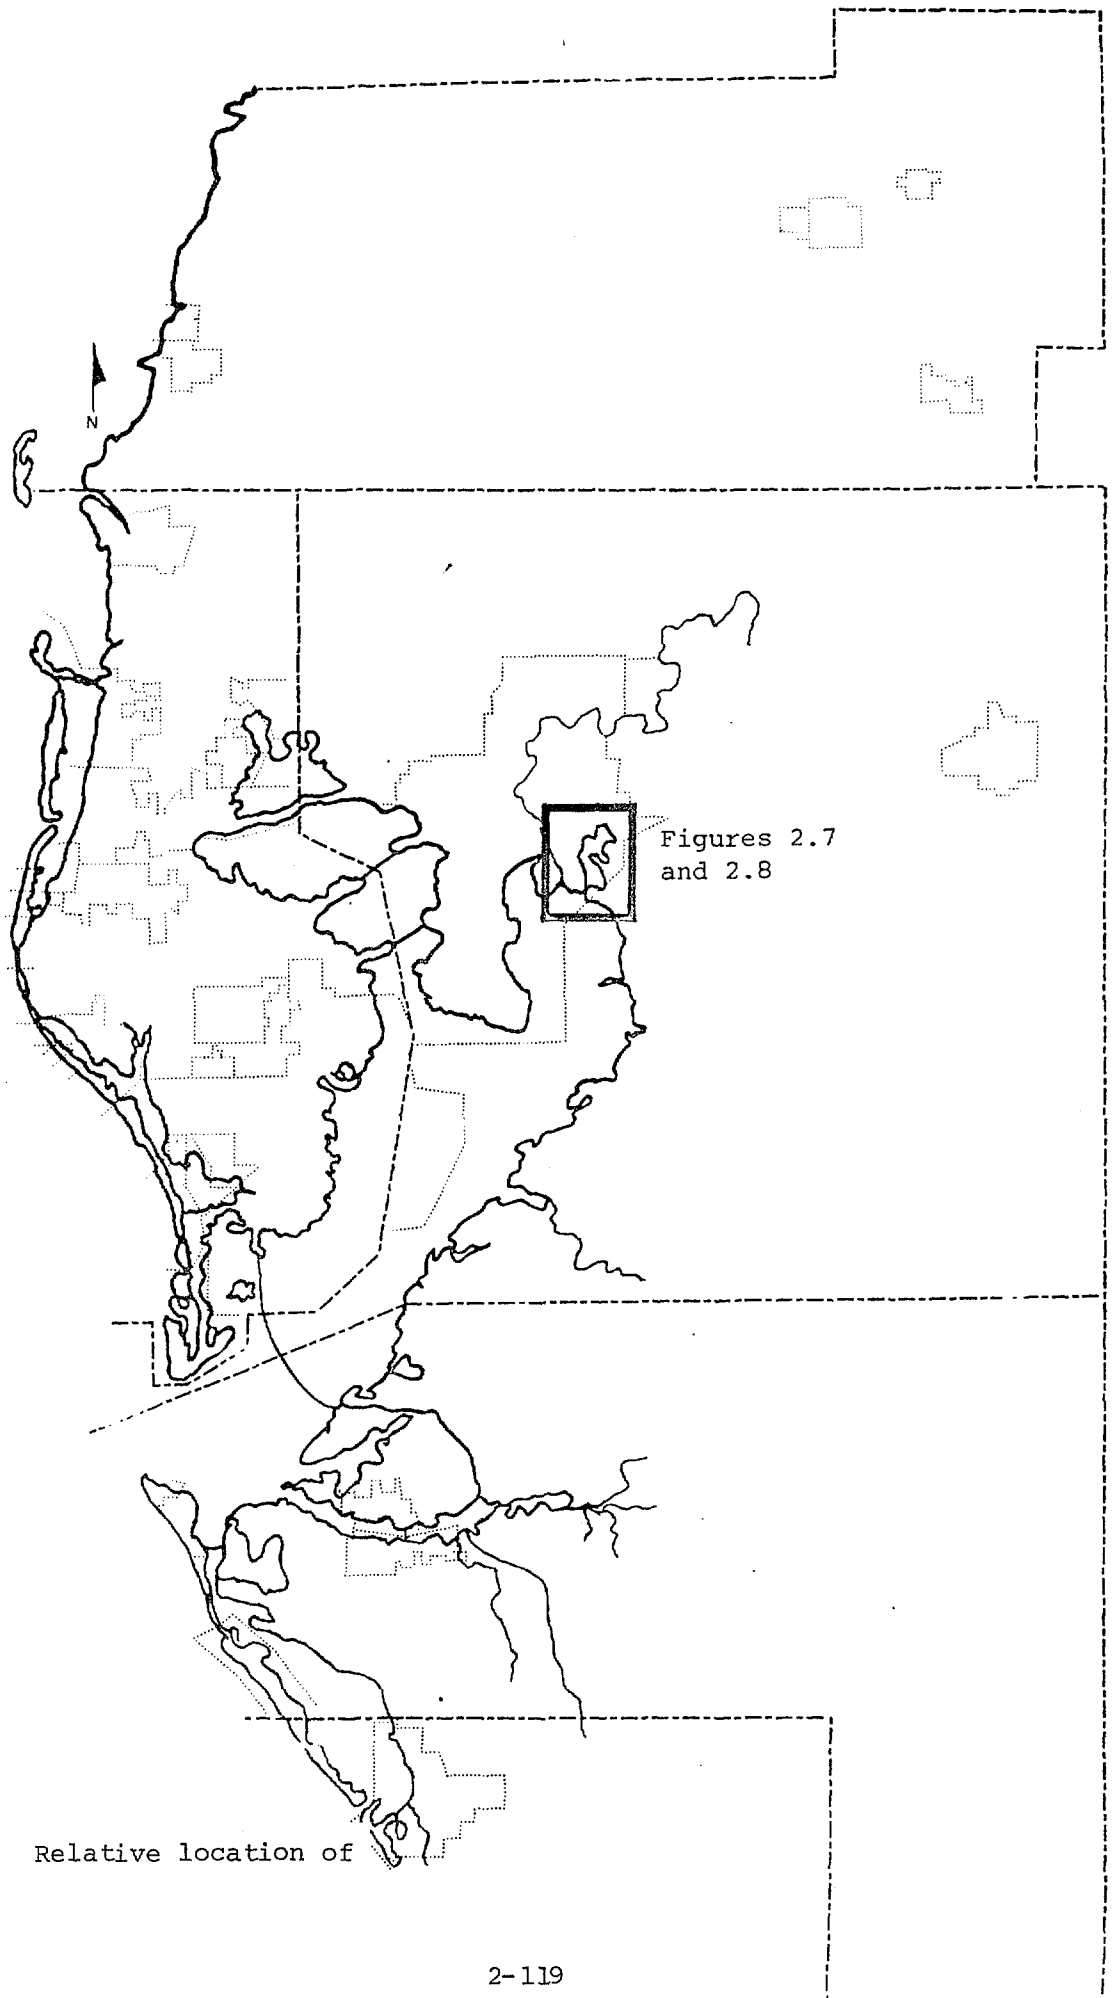 N
Figures 2.7
and 2.8
Relative location of
2-119